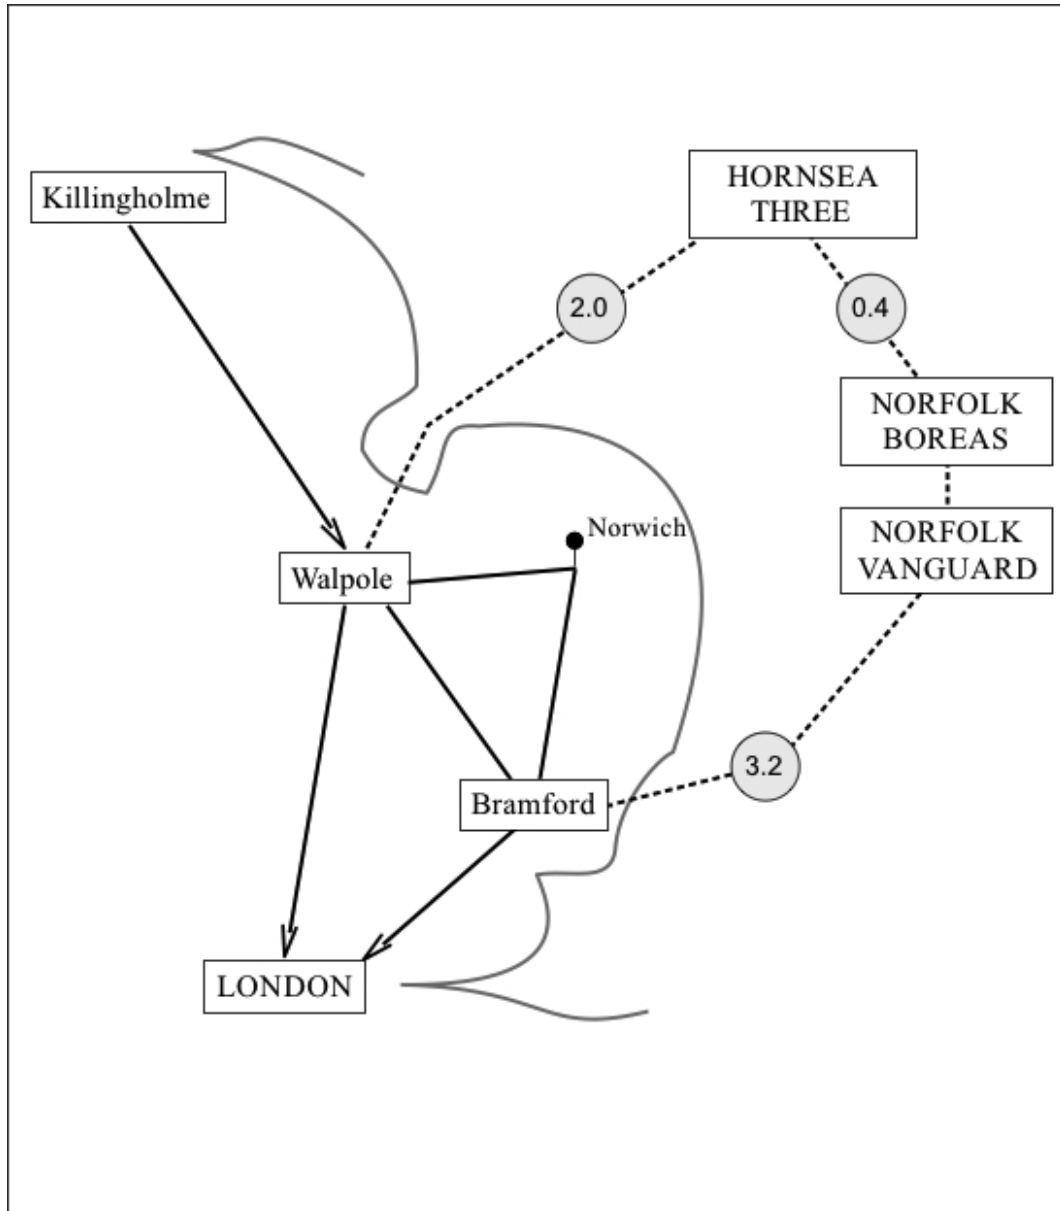 Killingholme
HORNSEA
THREE
2.0
0.4
NORFOLK
BOREAS
NORFOLK
VANGUARD
Norwich
Walpole
3.2
Bramford
LONDON